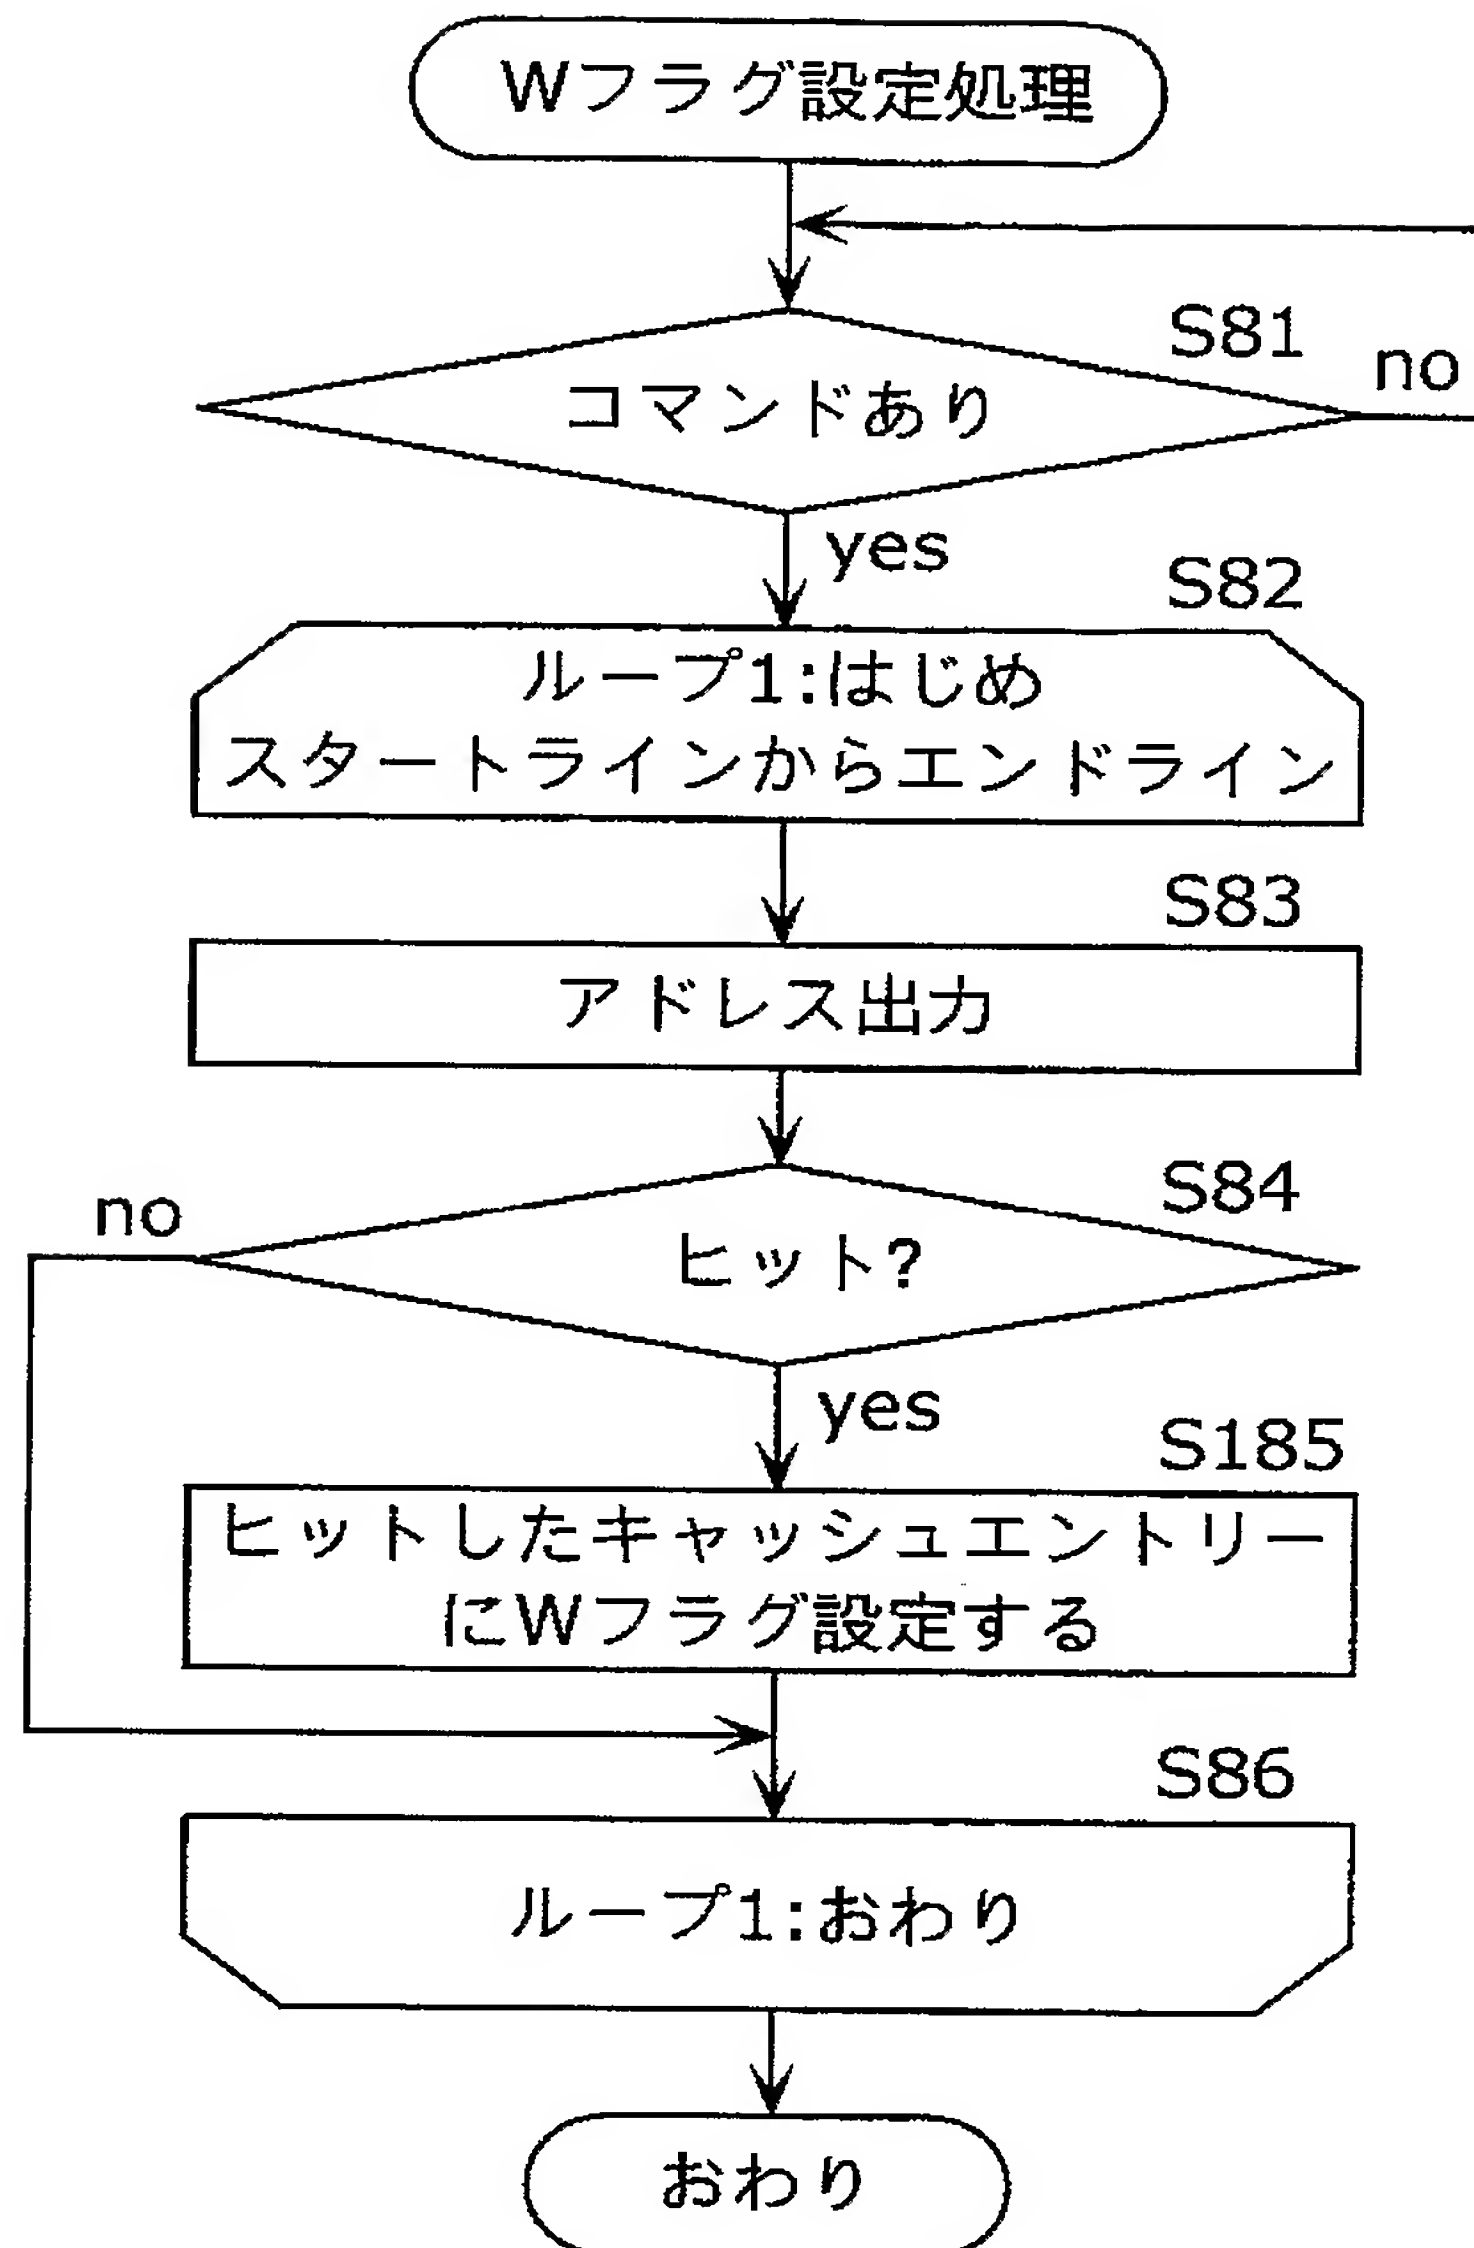 Wフラグ設定処理
S81
no
コマンドあり
yes
S82
ループ1:はじめ
スタートラインからエンドライン
S83
アドレス出力
S84
no
ヒット?
yes
S185
ヒットしたキャッシュエントリー
にWフラグ設定する
S86
ループ1:おわり
おわり